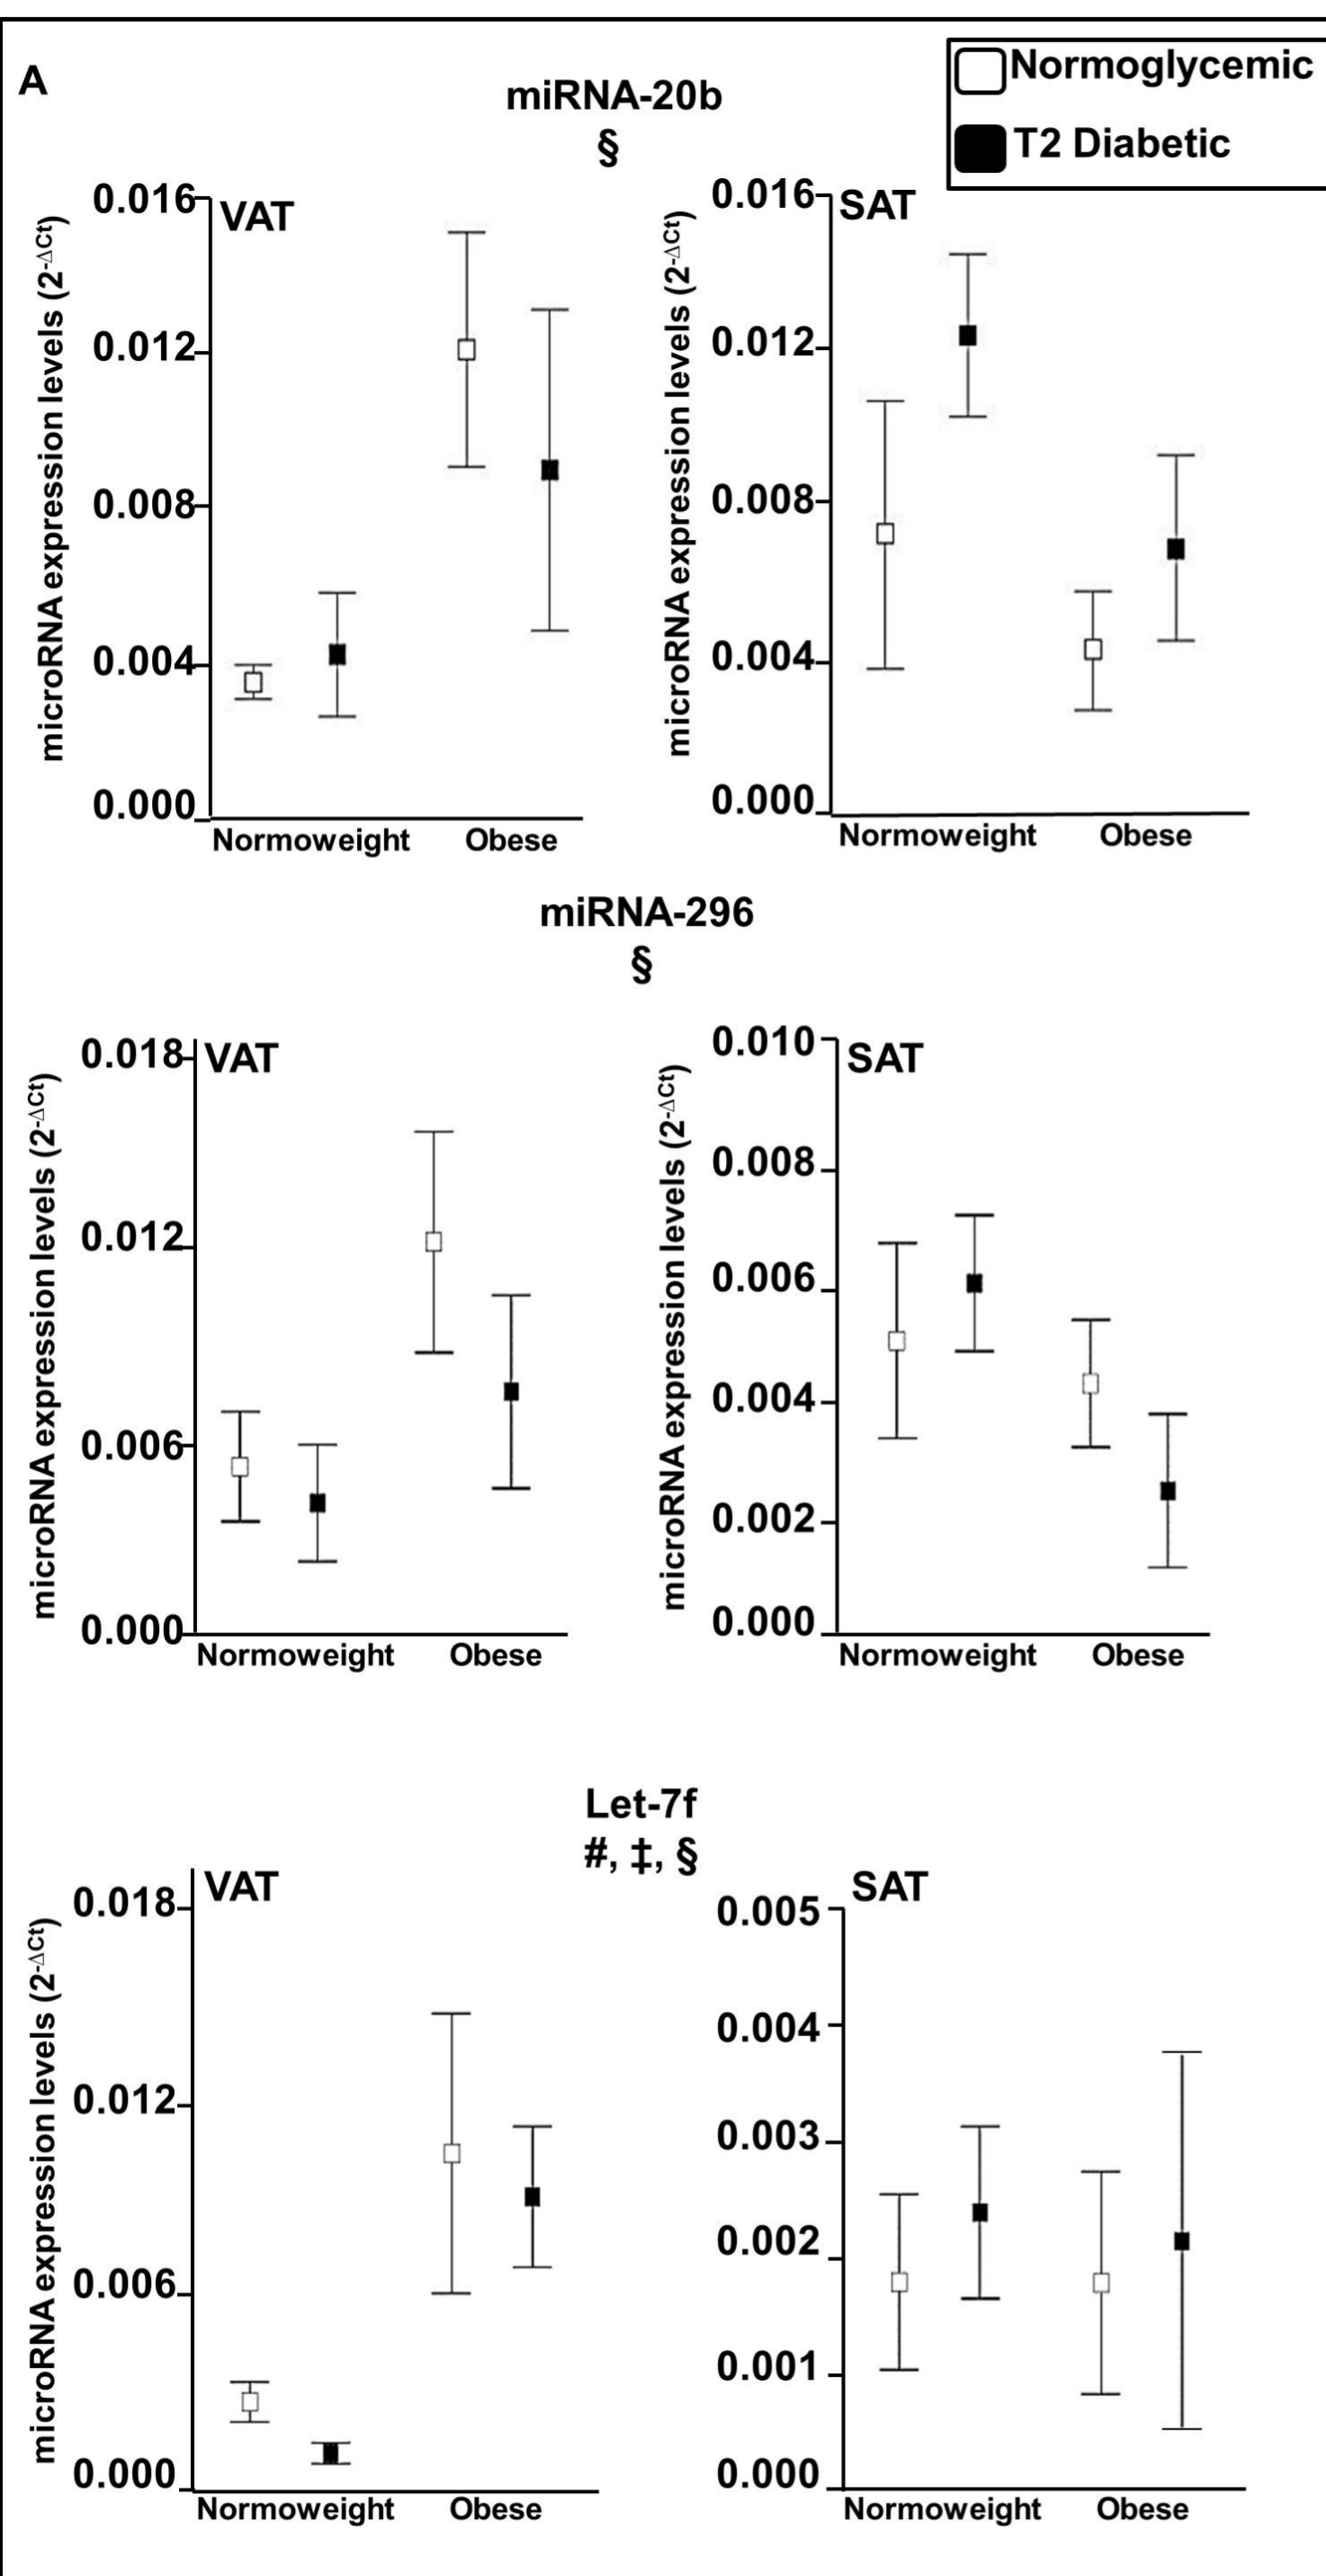 A
miRNA-20b
§
Normoglycemic
T2 Diabetic
microRNA expression levels (2-ΔCt)
VAT
0.016
0.012
0.008
0.004
0.000
Normoweight Obese
microRNA expression levels (2-ΔCt)
SAT
0.016
0.012
0.008
0.004
0.000
Normoweight Obese
miRNA-296
§
microRNA expression levels (2-ΔCt)
VAT
0.018
0.012
0.006
0.000
Normoweight Obese
microRNA expression levels (2-ΔCt)
SAT
0.010
0.008
0.006
0.004
0.002
0.000
Normoweight Obese
Let-7f
#, ‡, §
microRNA expression levels (2-ΔCt)
VAT
0.018
0.012
0.006
0.000
Normoweight Obese
SAT
0.005
0.004
0.003
0.002
0.001
0.000
Normoweight Obese